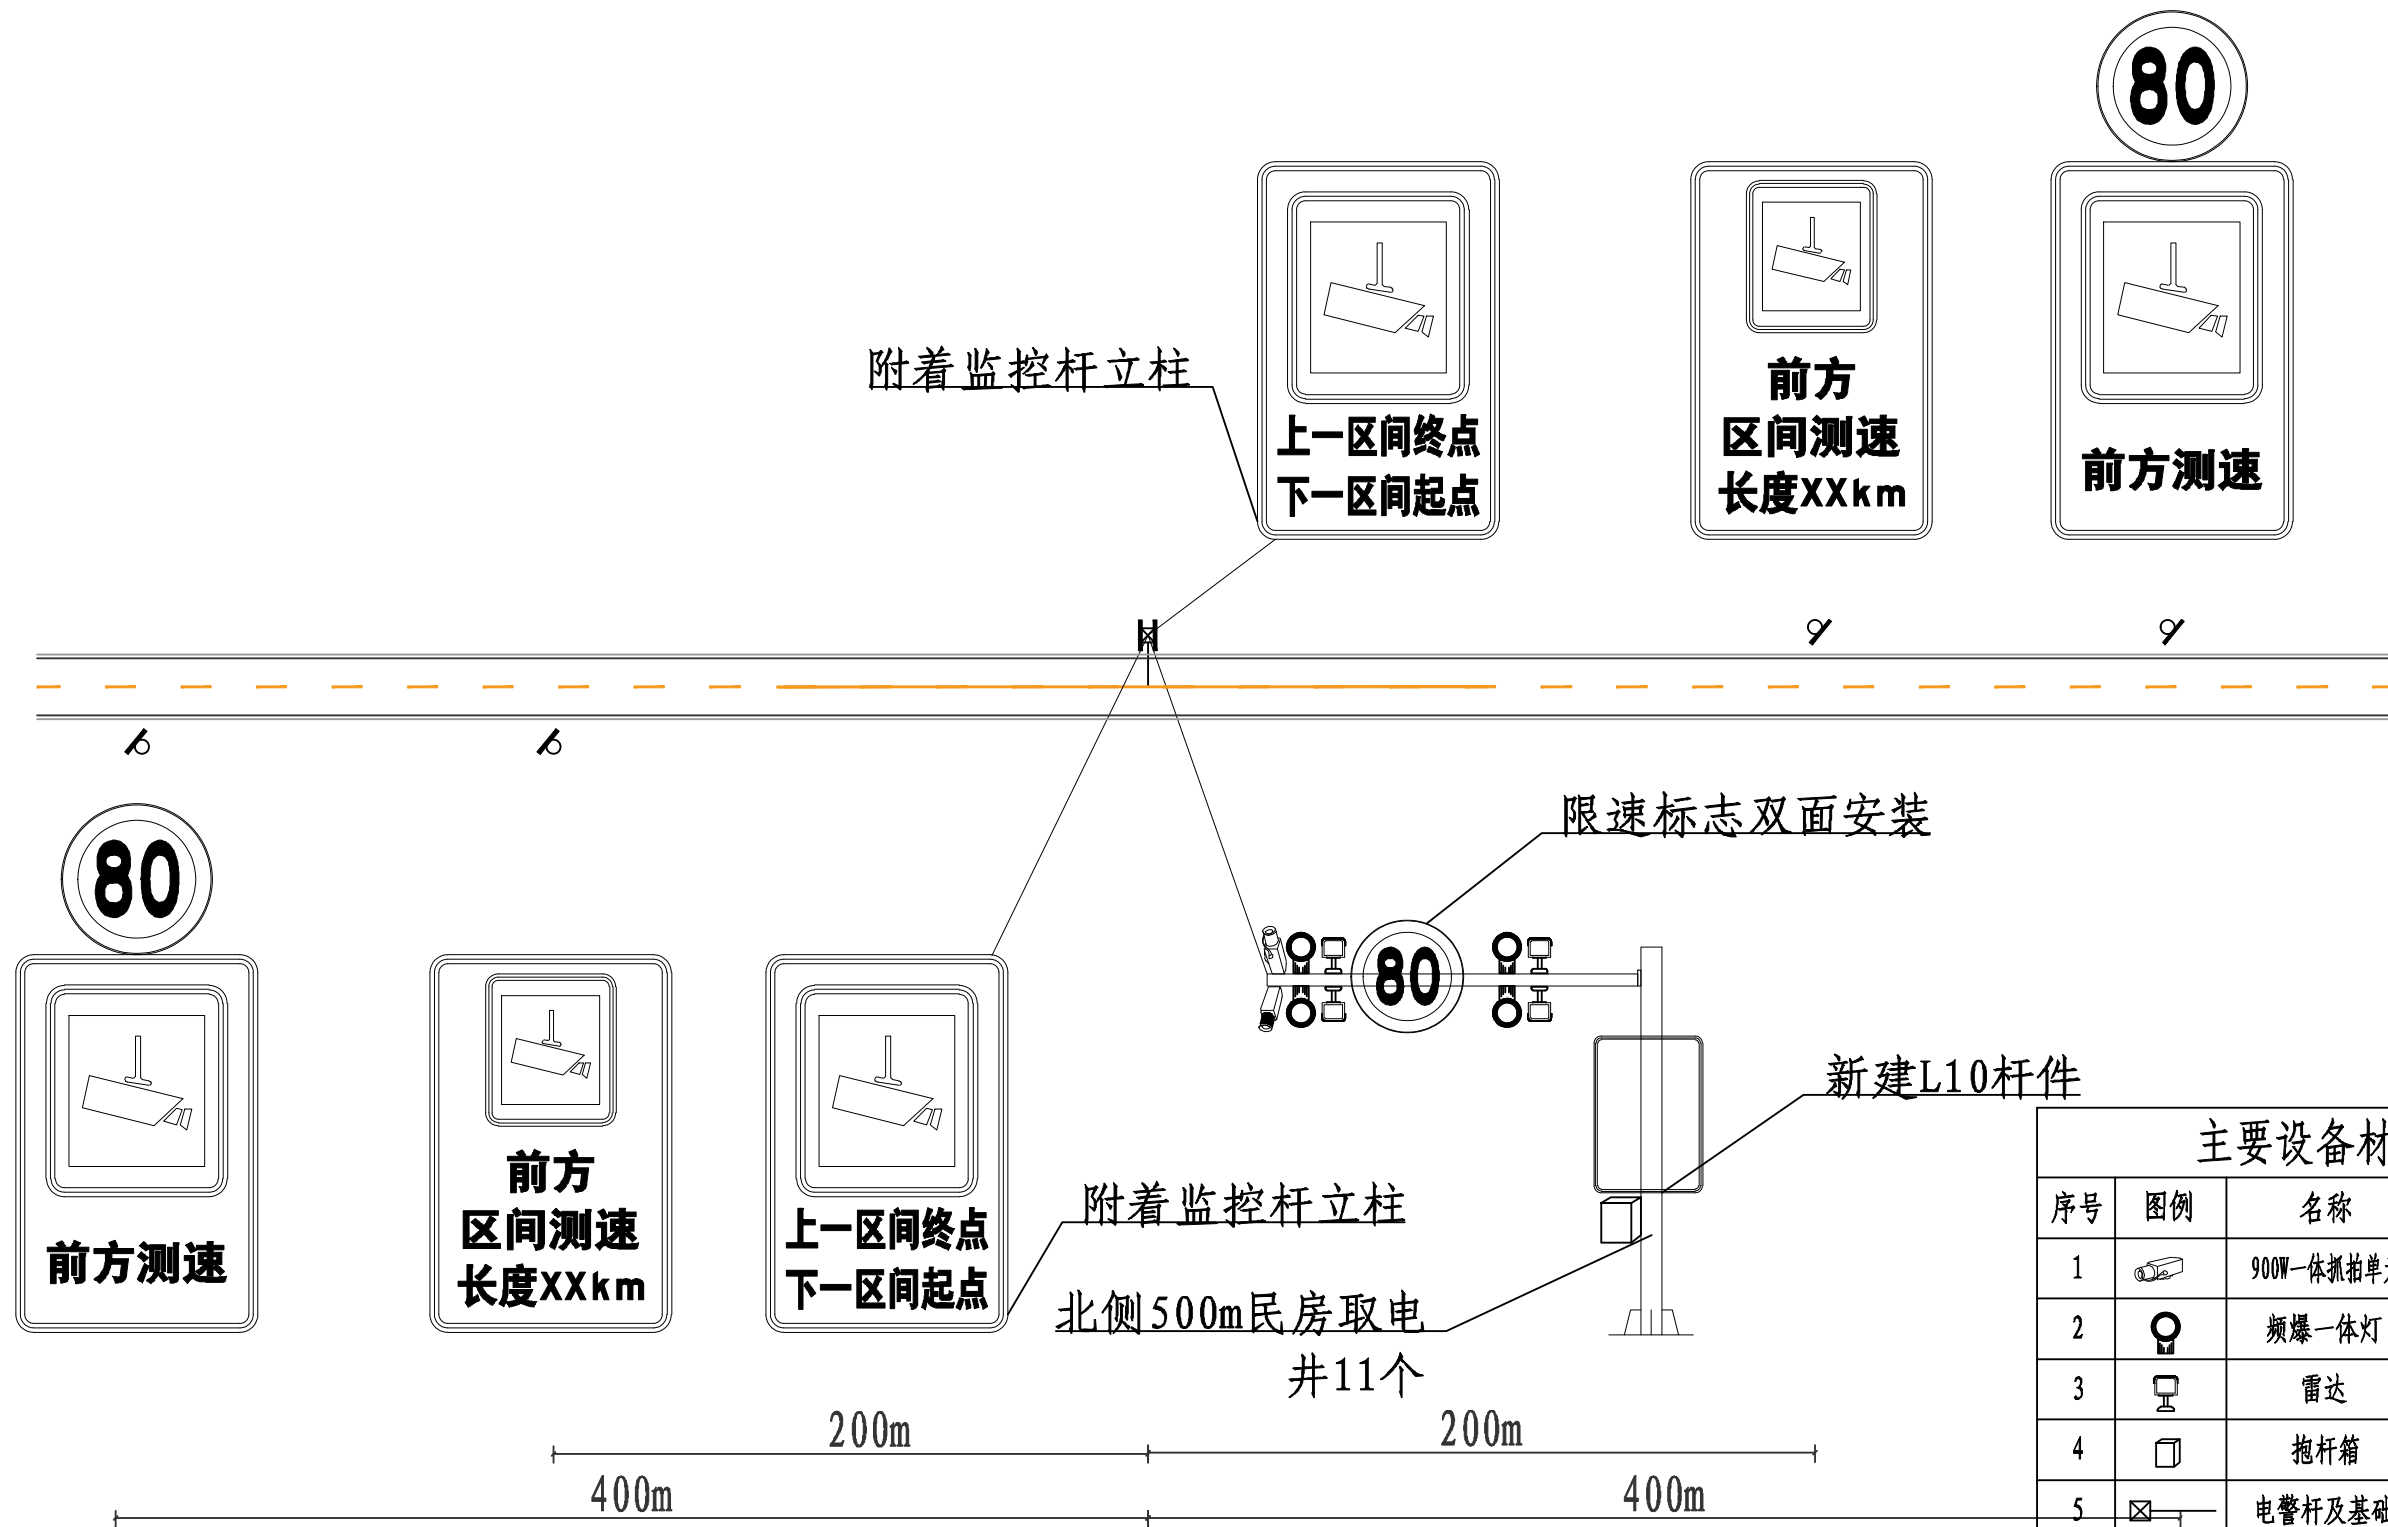 80
附着监控杆立柱
上一区间终点
下一区间起点
前方
区间测速
长度XXkm
前方测速
限速标志双面安装
80
前方测速
前方
区间测速
长度XXkm
上一区间终点
下一区间起点
80
附着监控杆立柱
新建L10杆件
北侧500m民房取电
井11个
200m
200m
400m
400m
主要设备材
序号 图例 名称
1 900W一体抓拍单
2 频爆一体灯
3 雷达
4 抱杆箱
5 电警杆及基础